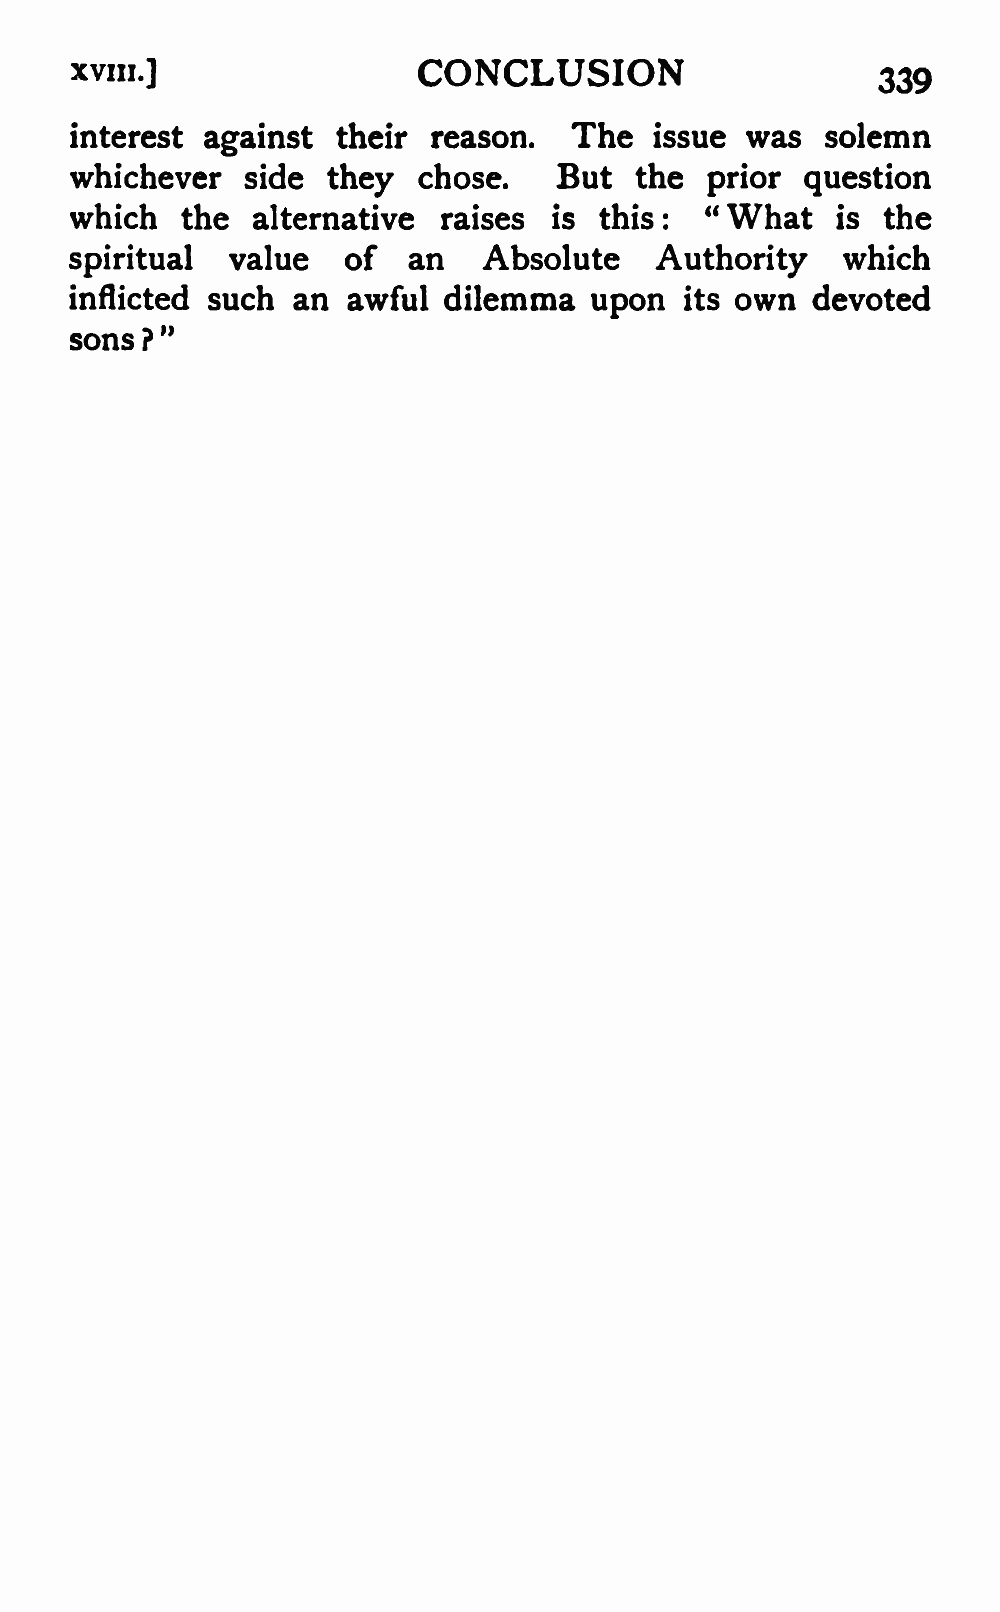 XVIII.] CONCLUSION 339
interest against their reason. The issue was solemn
whichever side they chose. But the prior question
which the alternative raises is this: “What is the
spiritual value of an Absolute Authority which
inflicted such an awful dilemma upon its own devoted
sons?”